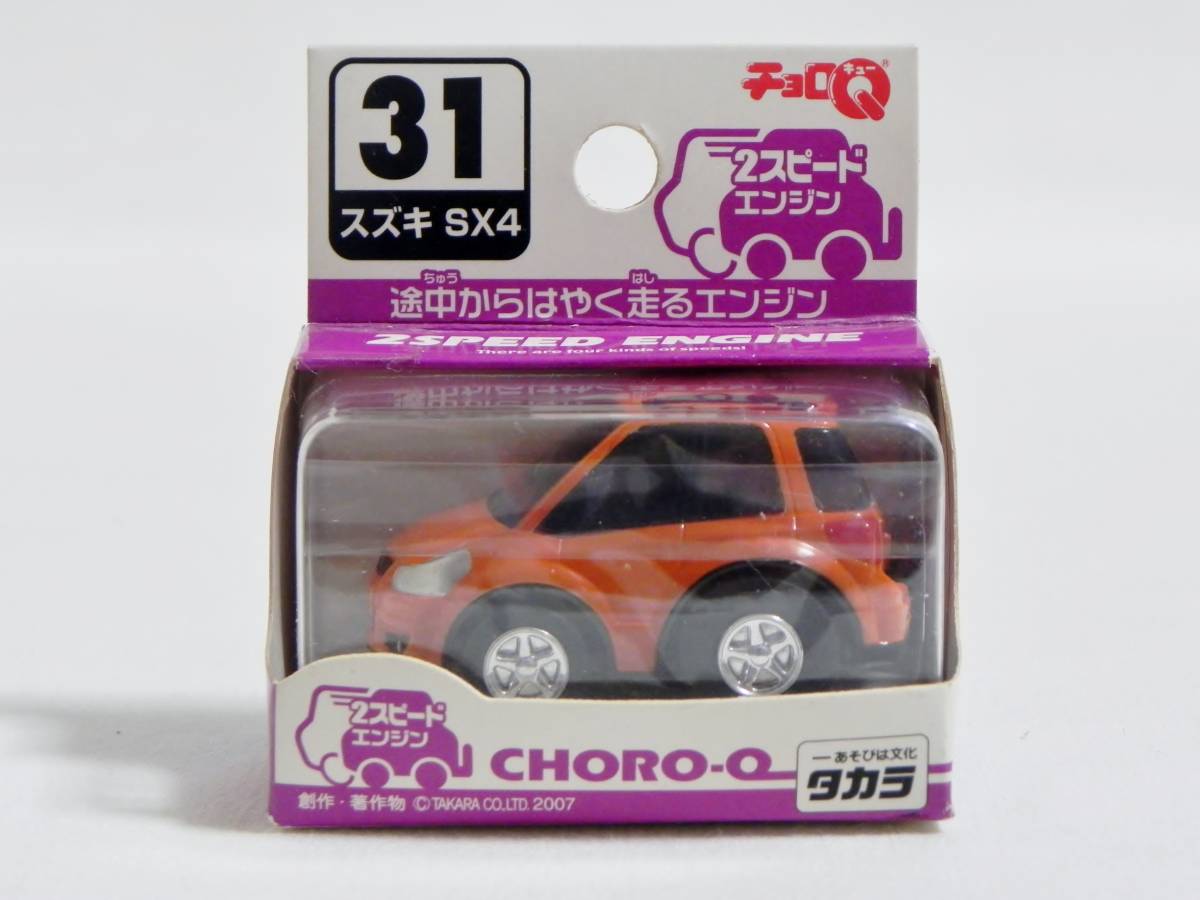 31
スズキ SX4
チョロQ
キュー
®
2スピード
エンジン
ちゅう はし
途中からはやく走るエンジン
2SPEED ENGINE
There are four kinds of speeds!
2スピード
エンジン
CHORO-Q
あそびは文化
タカラ
創作・著作物 ©TAKARA CO.,LTD. 2007